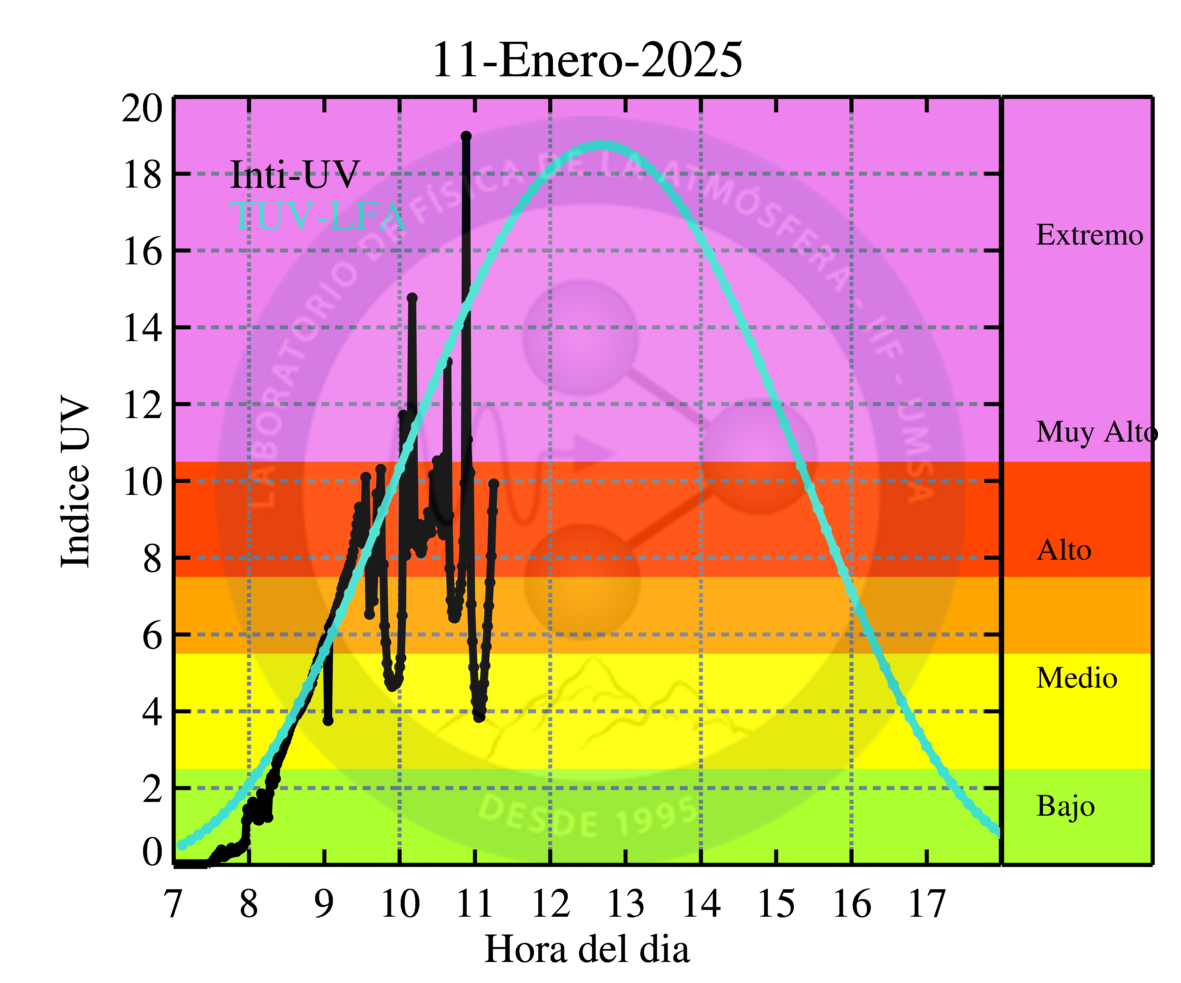 11-Enero-2025
20
18
16
14
12
10
8
6
4
2
0
Indice UV
Inti-UV
TUV-LFA
LABORATORIO DE FÍSICA DE LA ATMÓSFERA - IIF - UMSA
DESDE 1995
Extremo
Muy Alto
Alto
Medio
Bajo
7 8 9 10 11 12 13 14 15 16 17
Hora del dia